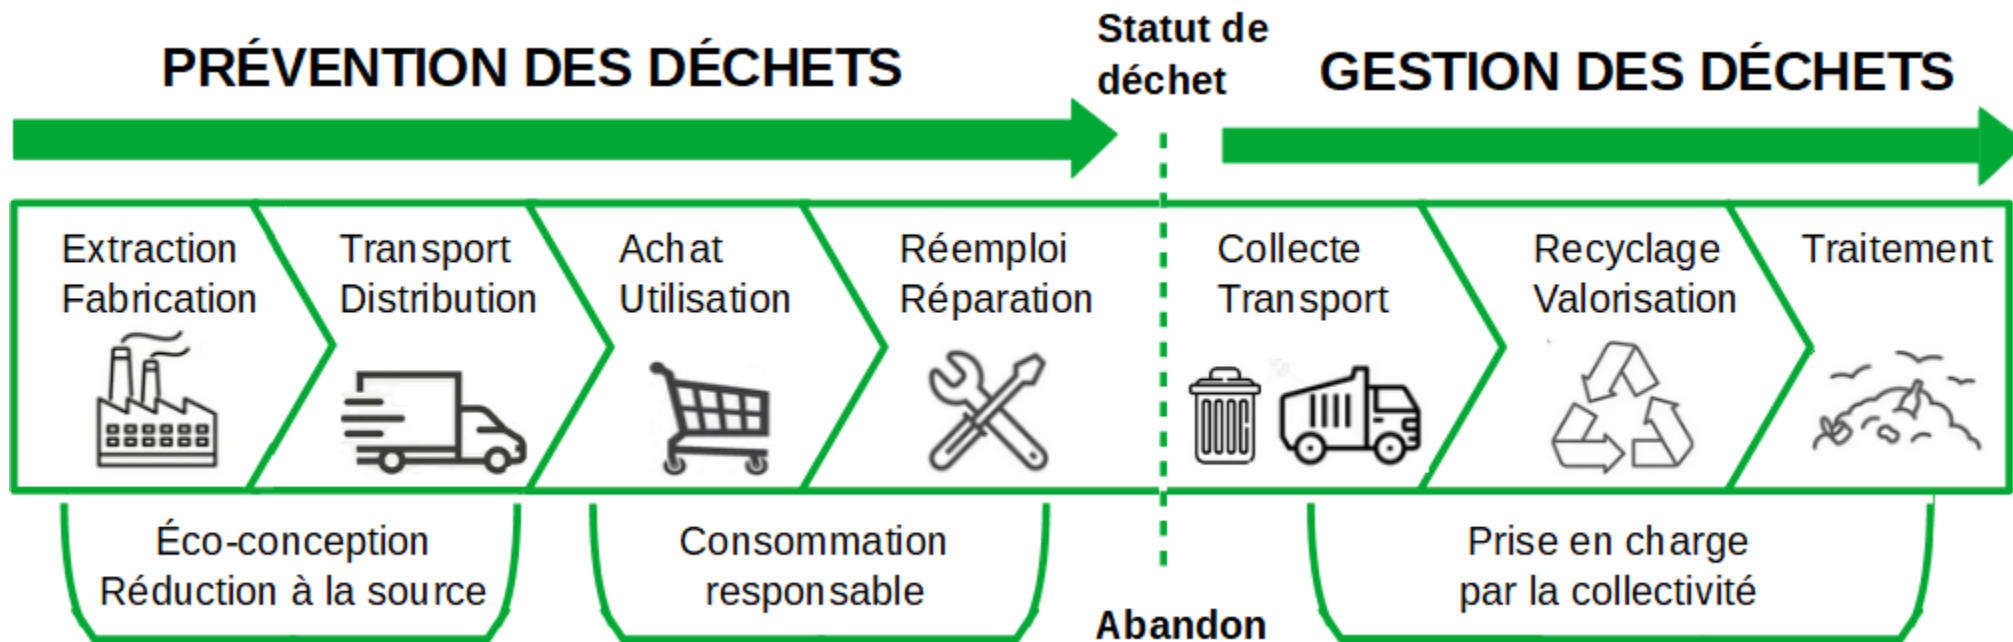 PRÉVENTION DES DÉCHETS
Statut de
déchet
GESTION DES DÉCHETS
Extraction
Fabrication
Transport
Distribution
Achat
Utilisation
Réemploi
Réparation
Collecte
Transport
Recyclage
Valorisation
Traitement
Éco-conception
Réduction à la source
Consommation
responsable
Abandon
Prise en charge
par la collectivité